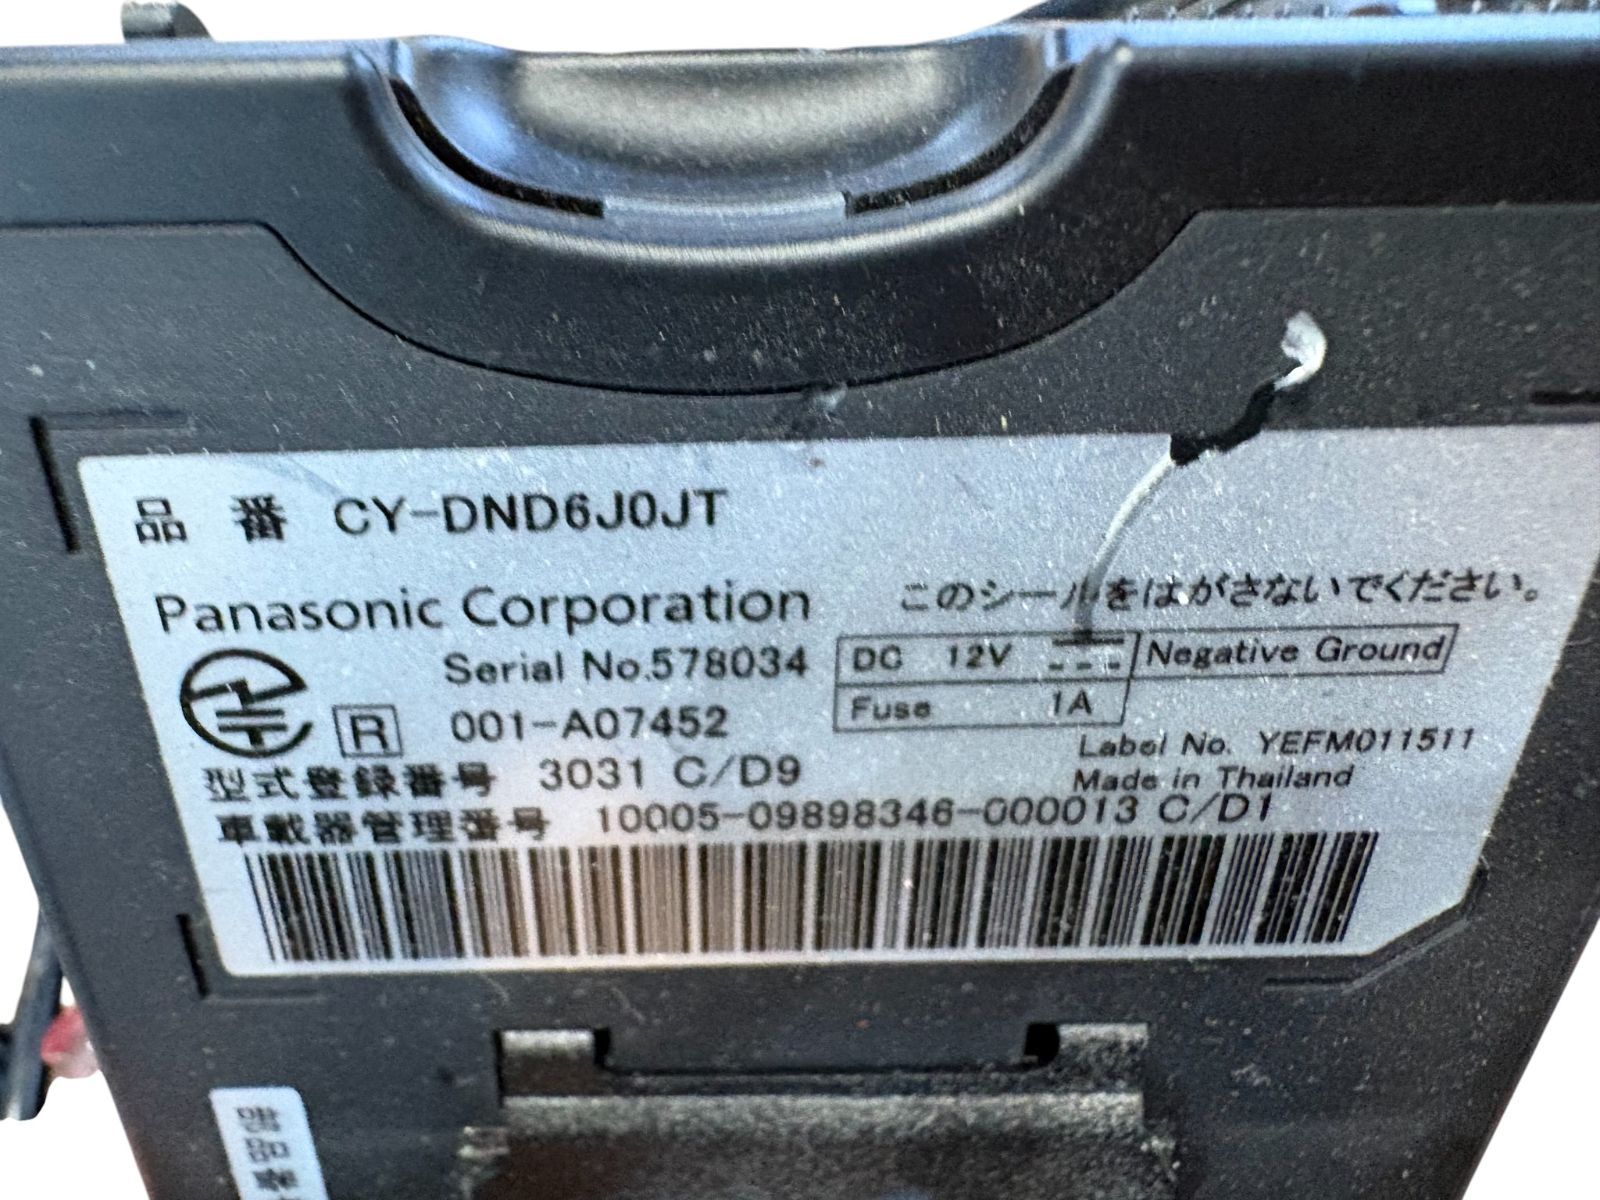 品 番 CY-DND6J0JT
Panasonic Corporation
このシールをはがさないでください。
Serial No.578034
DC 12V
Negative Ground
Fuse 1A
R 001-A07452
Label No. YEFM011511
型式登録番号 3031 C/D9
Made in Thailand
車載器管理番号 10005-09898346-000013 C/D1